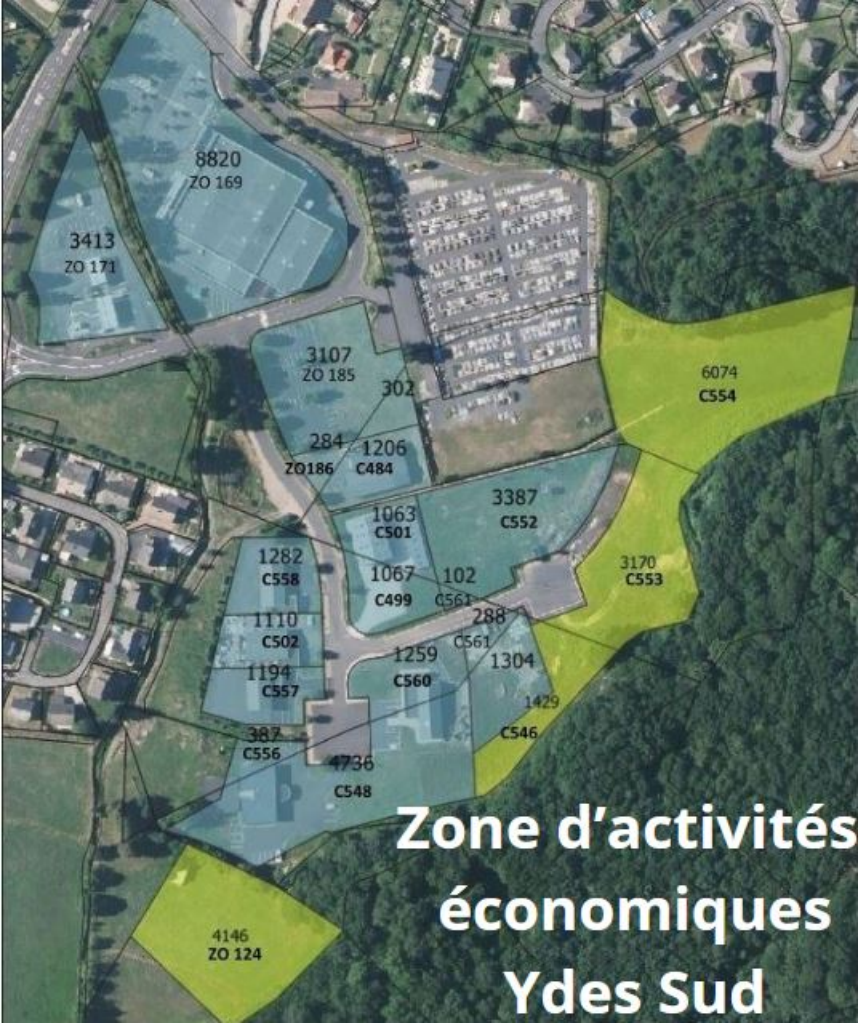 8820
ZO 169
3413
ZO 171
3107
ZO 185
302
6074
C554
284
ZO186
1206
C484
3387
C552
1063
C501
1282
C558
1067
C499
102
C561
3170
C553
288
C561
1110
C502
1259
C560
1304
1194
C557
1429
C546
387
C556
4736
C548
Zone d’activités
économiques
Ydes Sud
4146
ZO 124